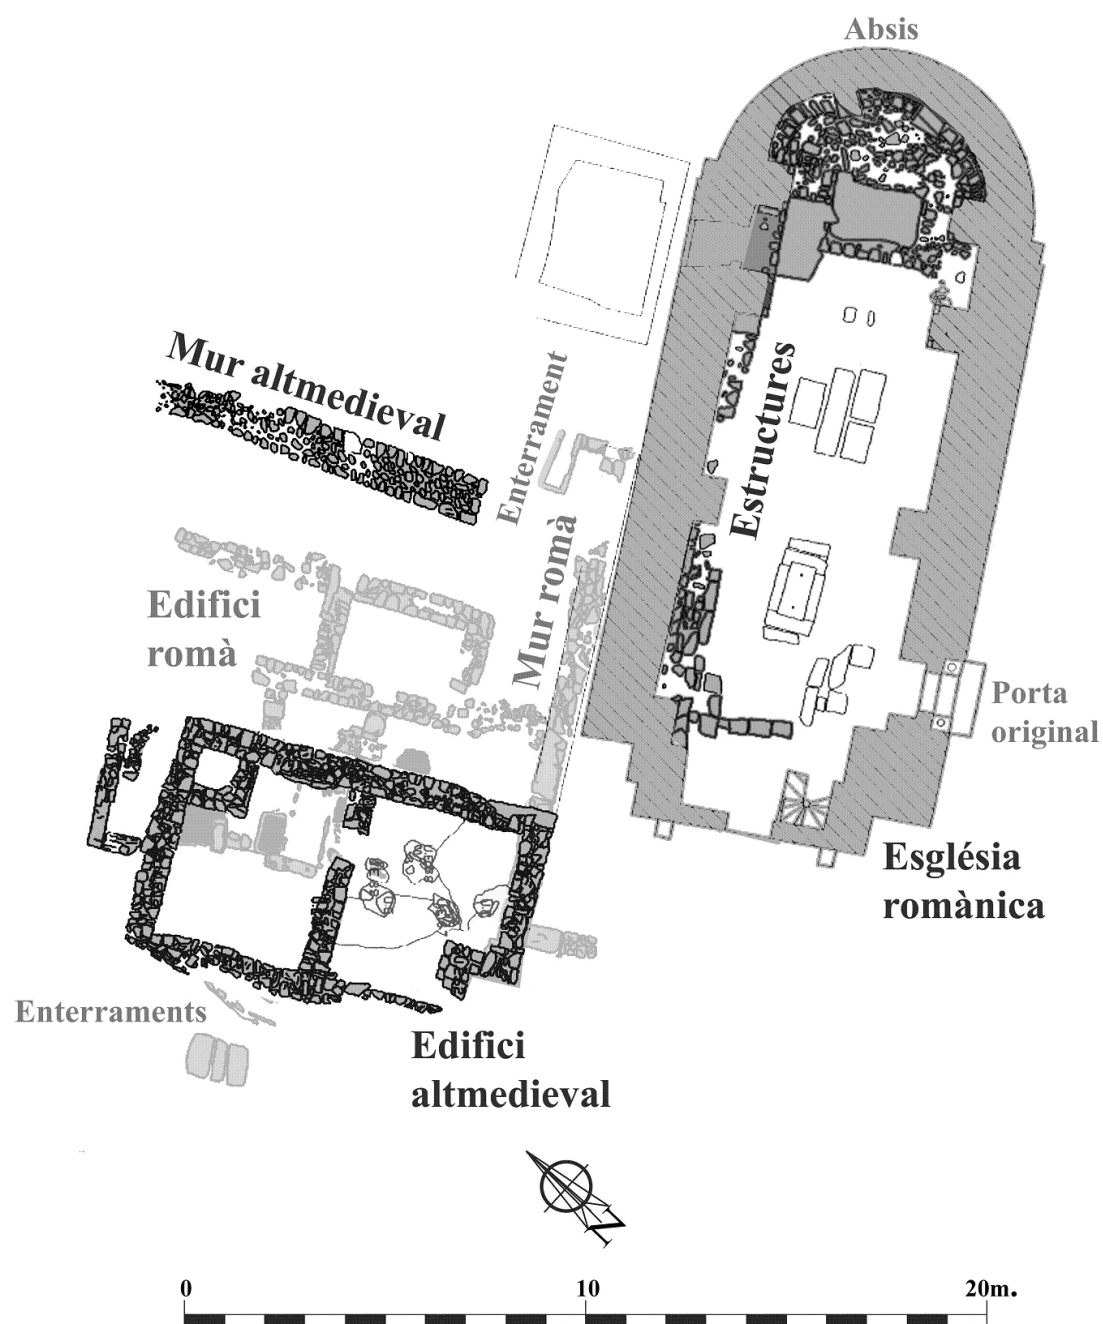 Absis
Mur altmedieval
Enterrament
Estructures
Mur romà
Edifici
romà
Porta
original
Església
romànica
Enterraments
Edifici
altmedieval
N
0 10 20m.